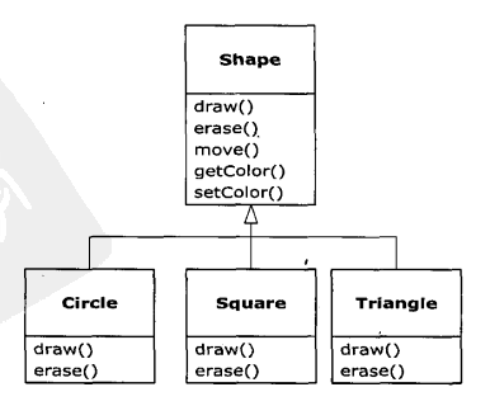 Shape
draw()
erase()
move()
getColor()
setColor()
Circle
draw()
erase()
Square
draw()
erase()
Triangle
draw()
erase()